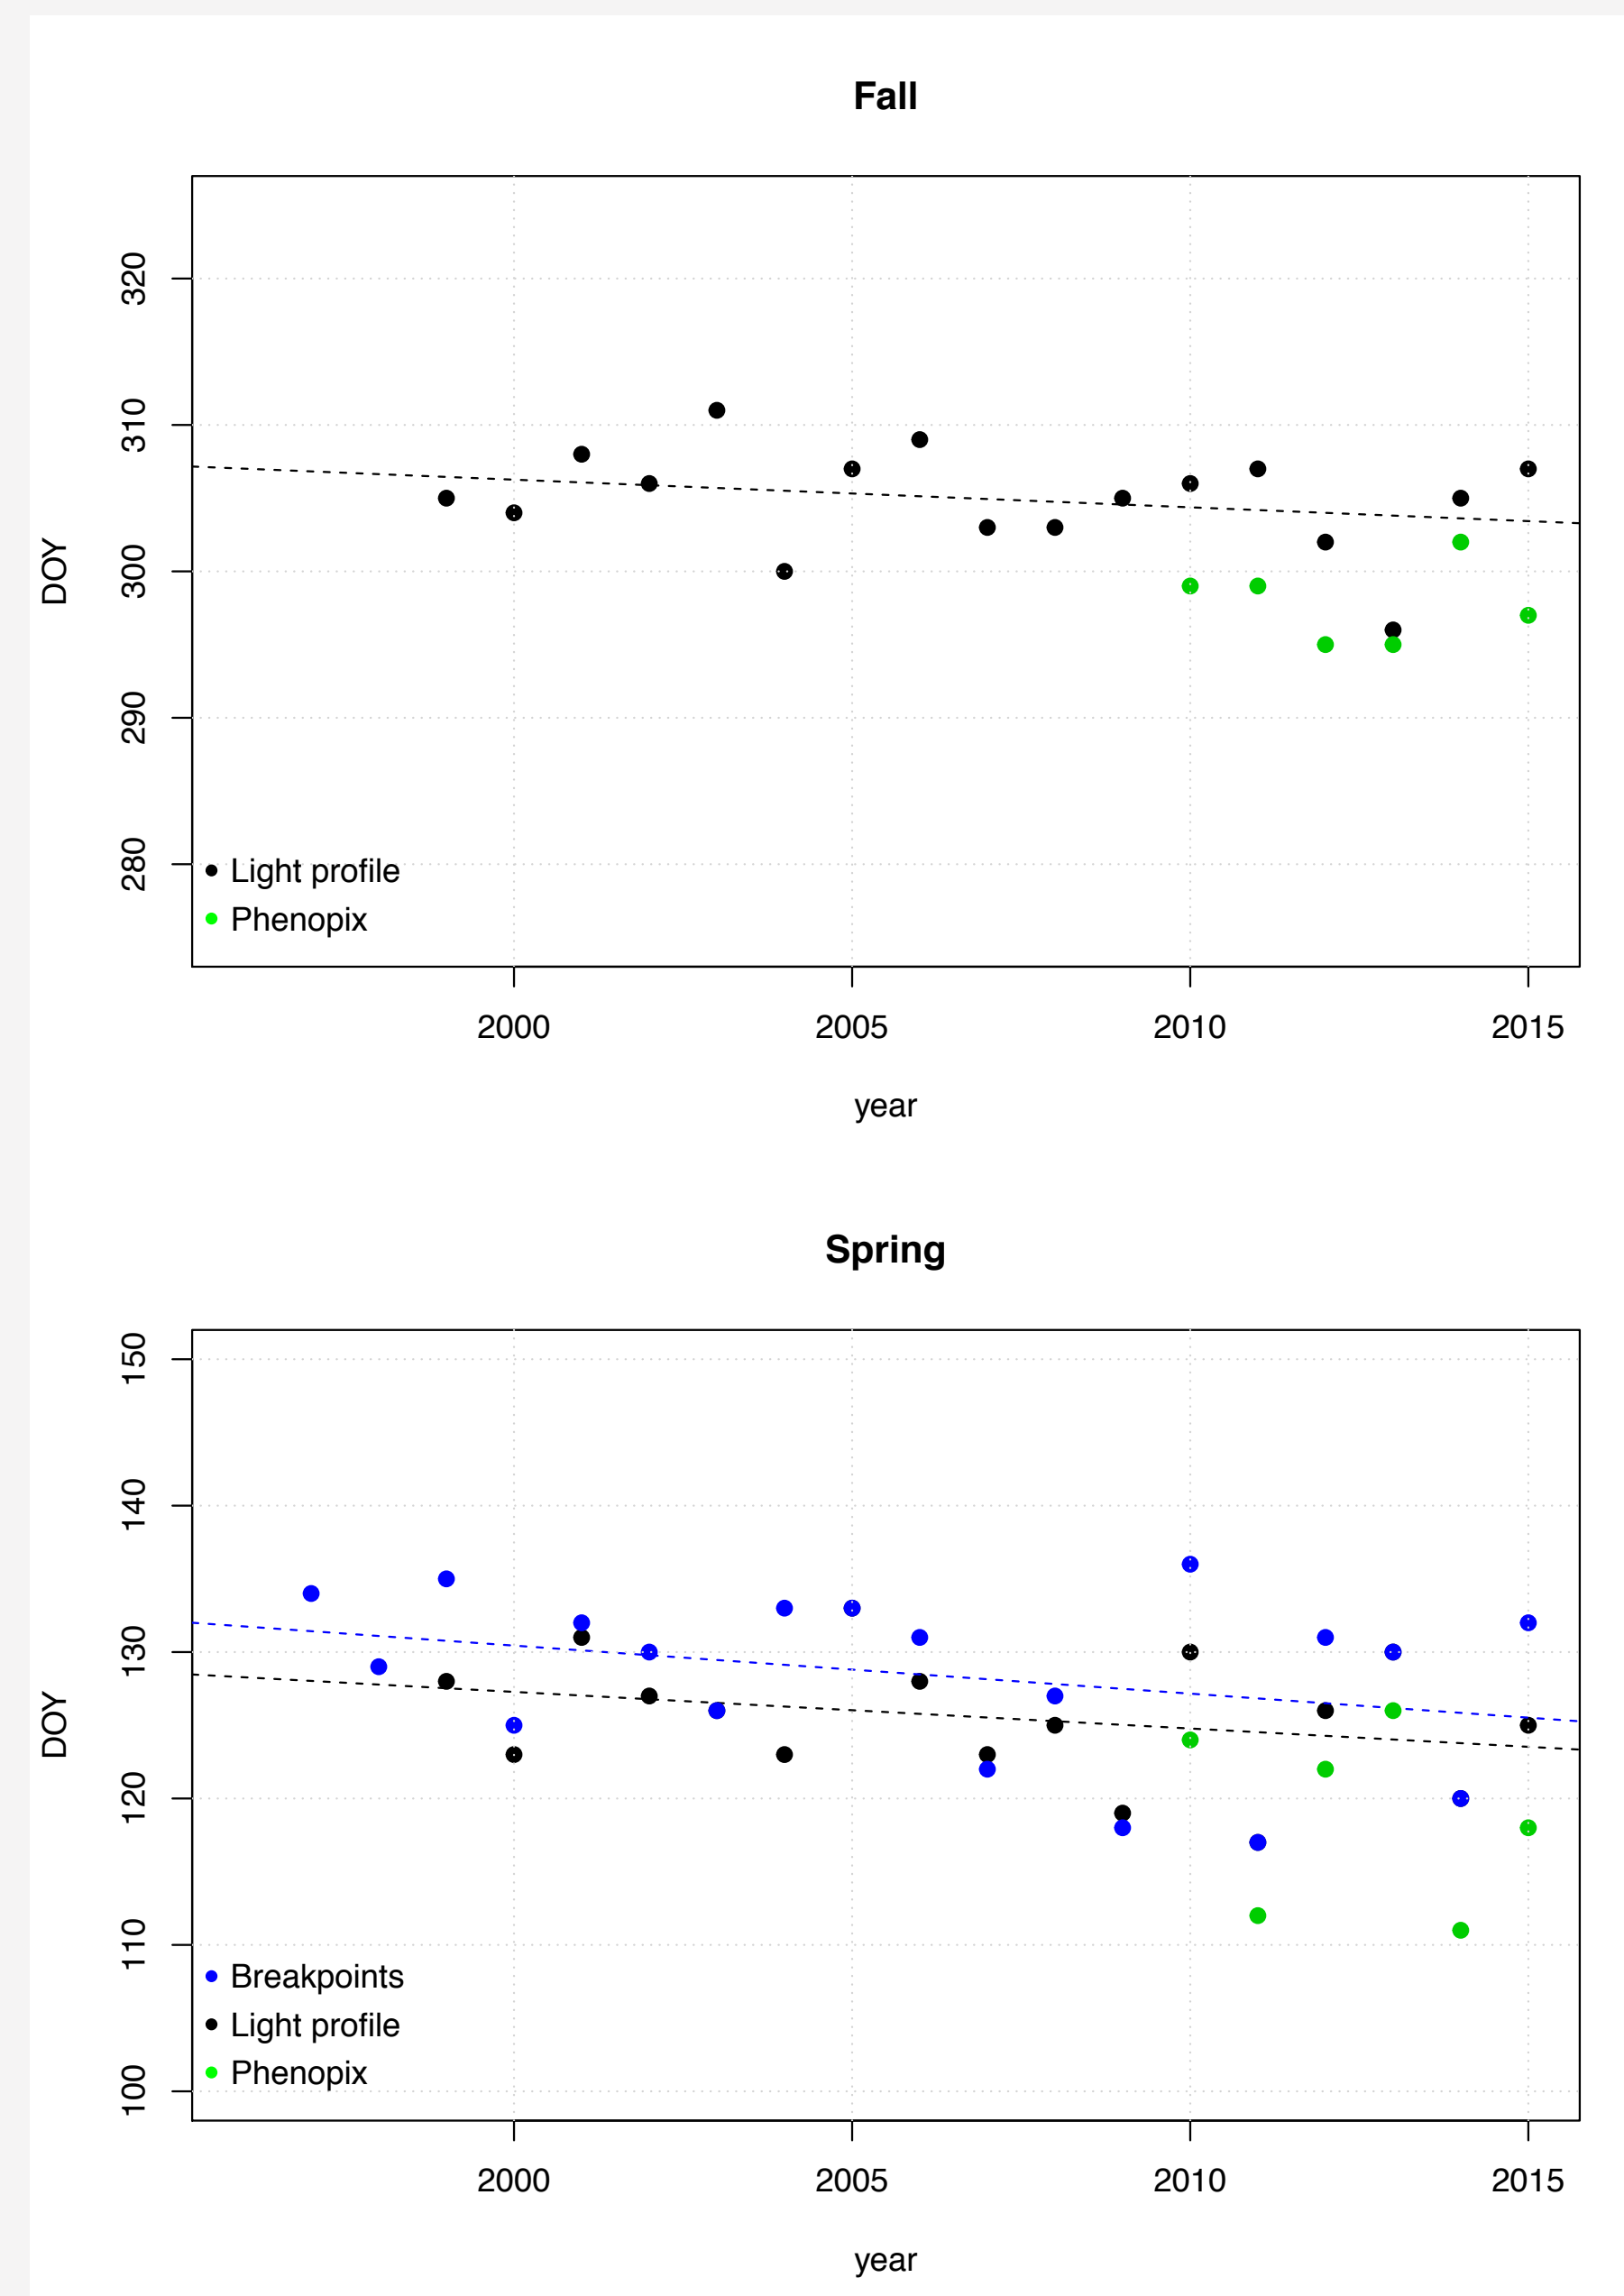 Fall
DOY
320
310
300
290
280
Light profile
Phenopix
2000 2005 2010 2015
year
Spring
DOY
150
140
130
120
110
100
Breakpoints
Light profile
Phenopix
2000 2005 2010 2015
year